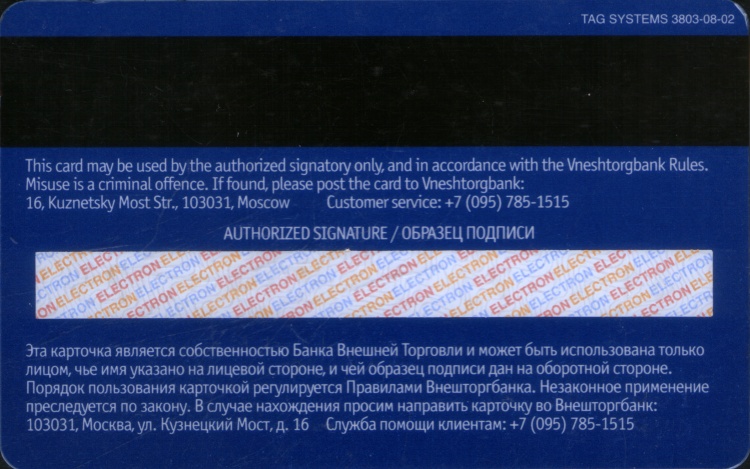 TAG SYSTEMS 3803-08-02
This card may be used by the authorized signatory only, and in accordance with the Vneshtorgbank Rules.
Misuse is a criminal offence. If found, please post the card to Vneshtorgbank:
16, Kuznetsky Most Str., 103031, Moscow Customer service: +7 (095) 785-1515
AUTHORIZED SIGNATURE / ОБРАЗЕЦ ПОДПИСИ
ELECTRON ELECTRON ELECTRON ELECTRON ELECTRON ELECTRON
Эта карточка является собственностью Банка Внешней Торговли и может быть использована только
лицом, чье имя указано на лицевой стороне, и чей образец подписи дан на оборотной стороне.
Порядок пользования карточкой регулируется Правилами Внешторгбанка. Незаконное применение
преследуется по закону. В случае нахождения просим направить карточку во Внешторгбанк:
103031, Москва, ул. Кузнецкий Мост, д. 16 Служба помощи клиентам: +7 (095) 785-1515